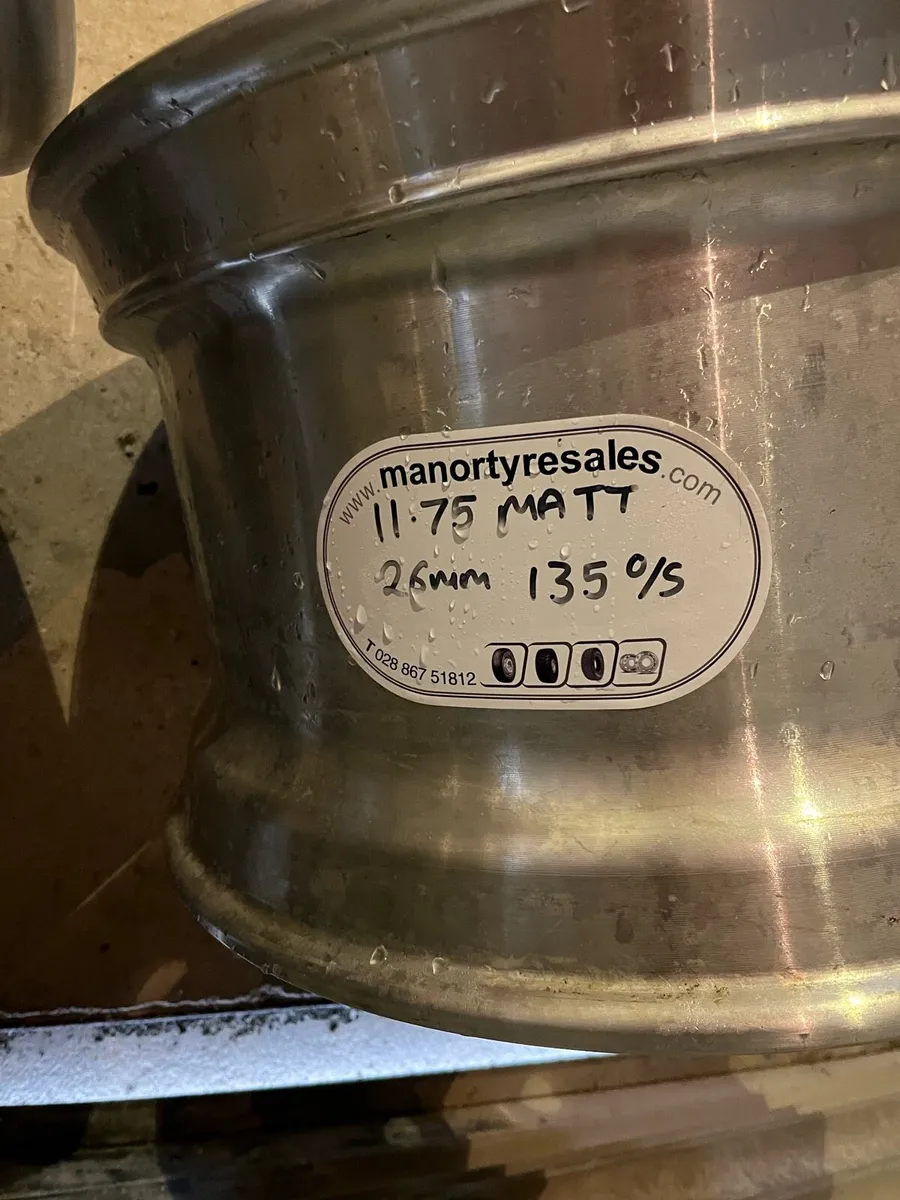 www.manortyresales.com
11.75 MATT
26mm 135 O/S
T 028 867 51812